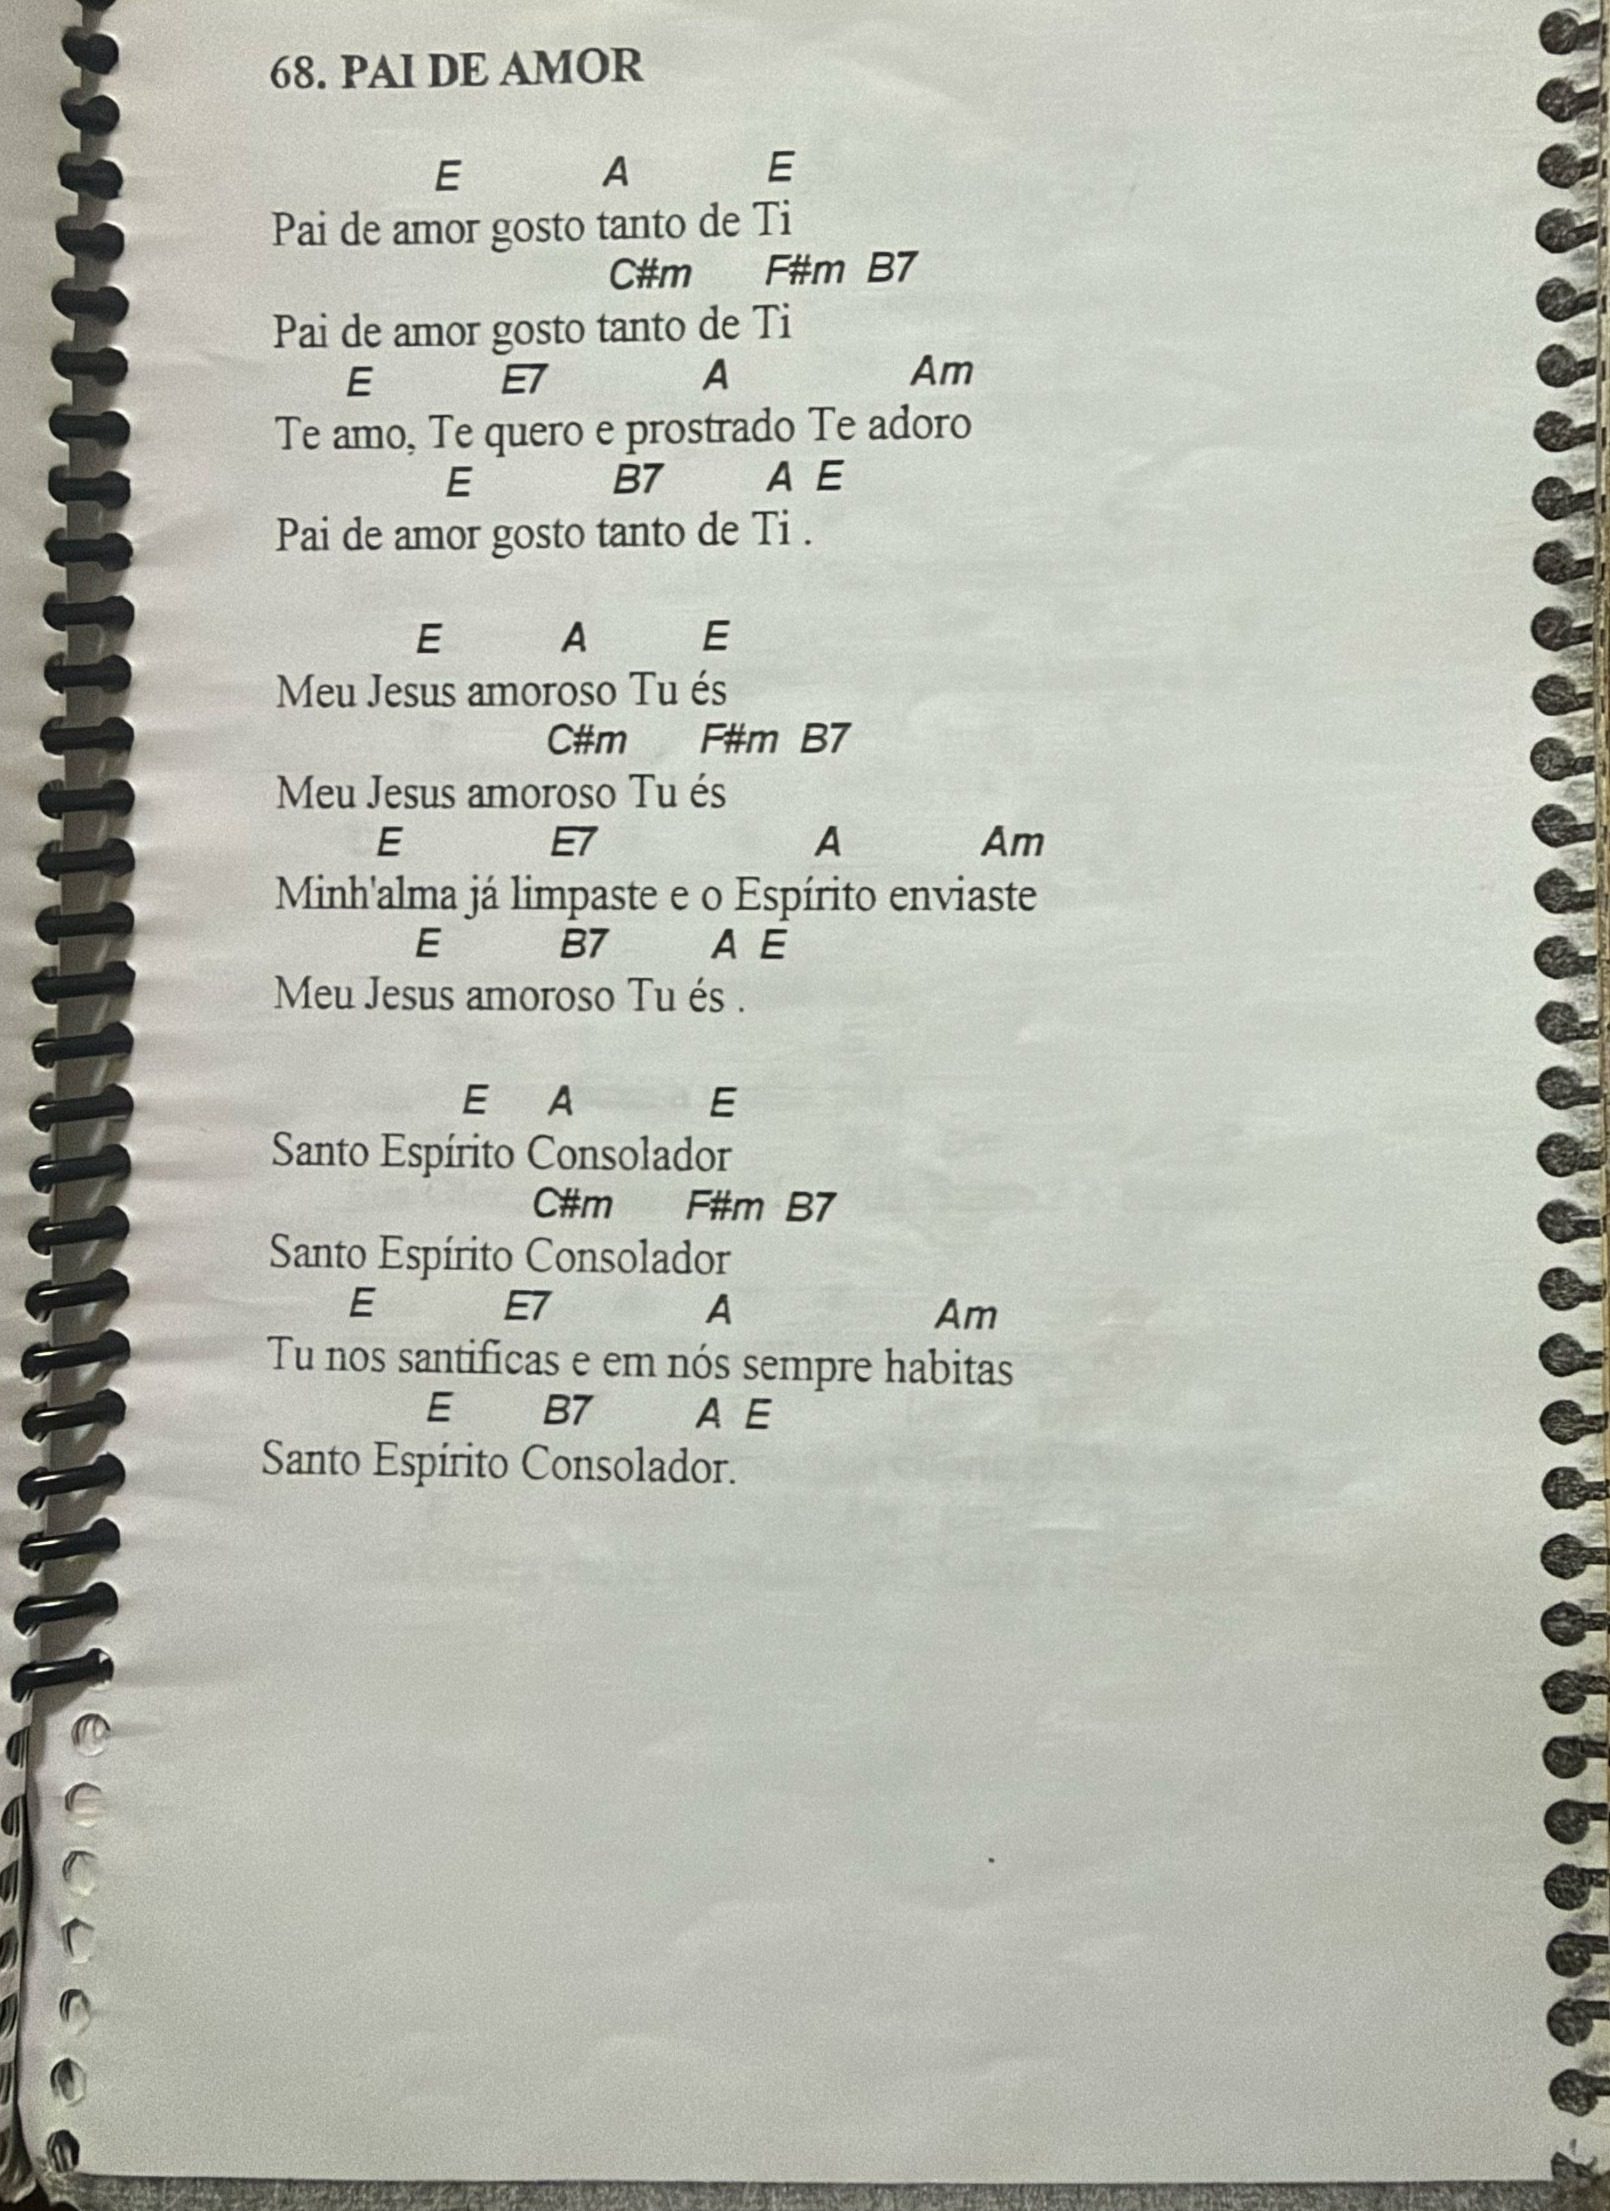 68. PAI DE AMOR
E A E
Pai de amor gosto tanto de Ti
C#m F#m B7
Pai de amor gosto tanto de Ti
E E7 A Am
Te amo, Te quero e prostrado Te adoro
E B7 A E
Pai de amor gosto tanto de Ti .
E A E
Meu Jesus amoroso Tu és
C#m F#m B7
Meu Jesus amoroso Tu és
E E7 A Am
Minh'alma já limpaste e o Espírito enviaste
E B7 A E
Meu Jesus amoroso Tu és .
E A E
Santo Espírito Consolador
C#m F#m B7
Santo Espírito Consolador
E E7 A Am
Tu nos santificas e em nós sempre habitas
E B7 A E
Santo Espírito Consolador.